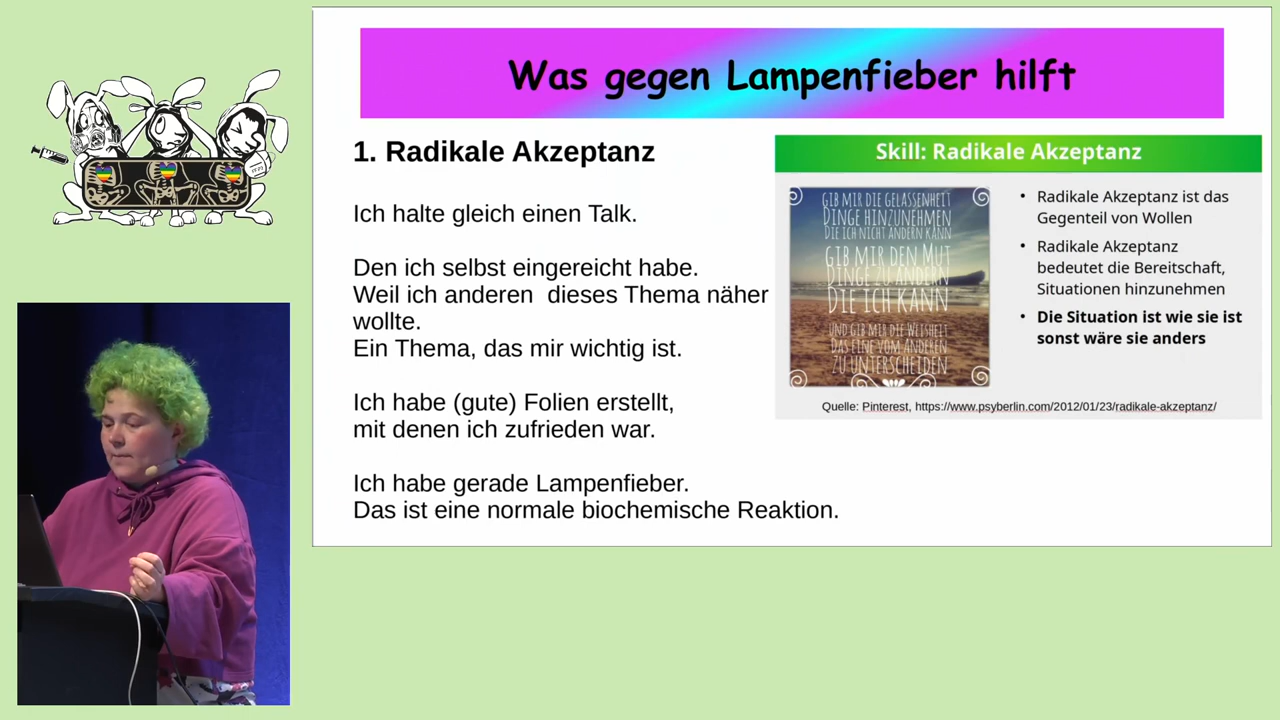 Was gegen Lampenfieber hilft
1. Radikale Akzeptanz
Ich halte gleich einen Talk.
Den ich selbst eingereicht habe.
Weil ich anderen  dieses Thema näher
wollte.
Ein Thema, das mir wichtig ist.
Ich habe (gute) Folien erstellt,
mit denen ich zufrieden war.
Ich habe gerade Lampenfieber.
Das ist eine normale biochemische Reaktion.
Skill: Radikale Akzeptanz
GIB MIR DIE GELASSENHEIT
DINGE HINZUNEHMEN
DIE ICH NICHT ANDERN KANN
GIB MIR DEN MUT
DINGE ZU ANDERN
DIE ICH KANN
UND GIB MIR DIE WEISHEIT
DAS EINE VOM ANDEREN
ZU UNTERSCHEIDEN
• Radikale Akzeptanz ist das
Gegenteil von Wollen
• Radikale Akzeptanz
bedeutet die Bereitschaft,
Situationen hinzunehmen
• Die Situation ist wie sie ist
sonst wäre sie anders
Quelle: Pinterest, https://www.psyberlin.com/2012/01/23/radikale-akzeptanz/